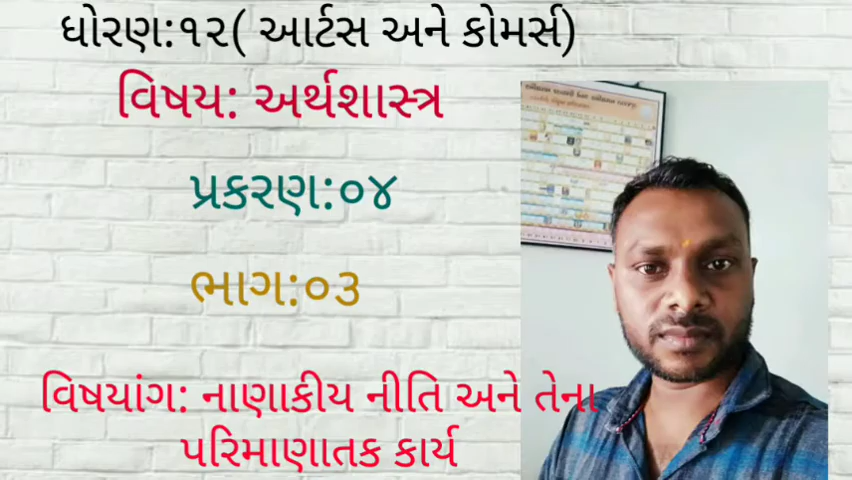 ધોરણ:૧૨( આર્ટસ અને કોમર્સ)
વિષય: અર્થશાસ્ત્ર
પ્રકરણ:૦૪
ભાગ:૦૩
વિષયાંગ: નાણાકીય નીતિ અને તેના
પરિમાણાતક કાર્ય